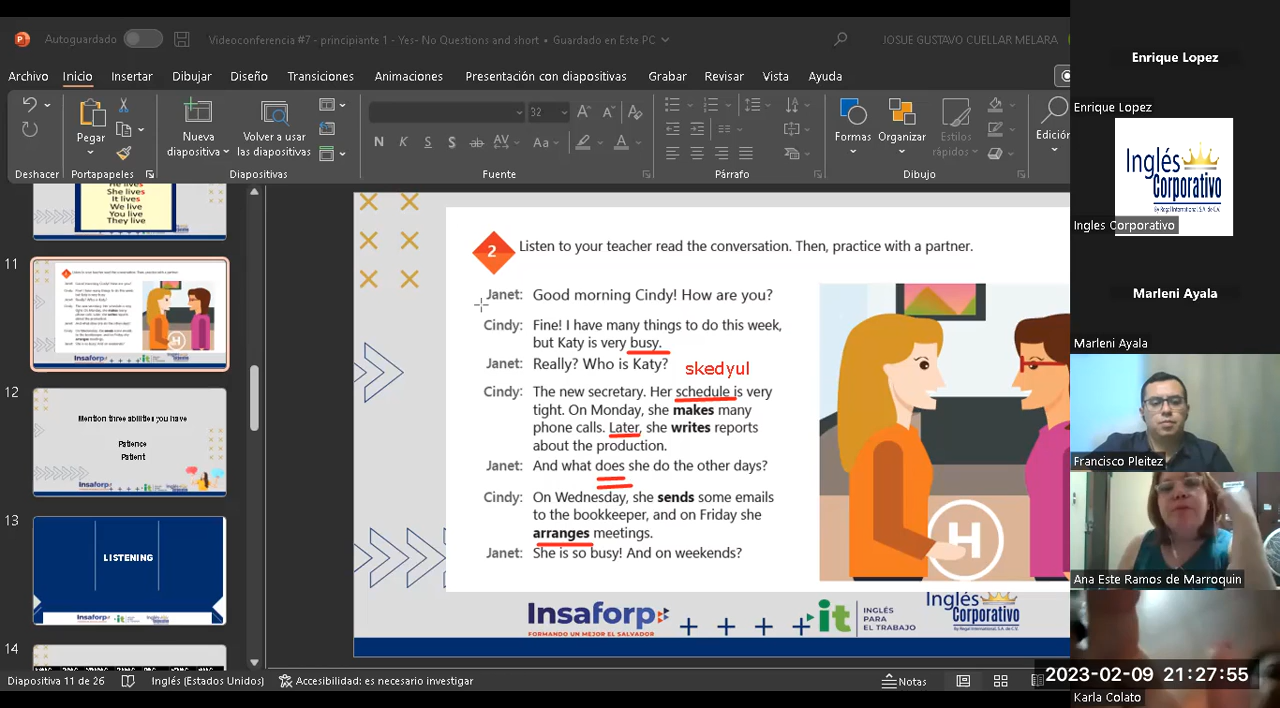 Autoguardado
Videoconferencia #7 - principiante 1 - Yes- No Questions and short • Guardado en Este PC
JOSUE GUSTAVO CUELLAR MELARA
Archivo Inicio Insertar Dibujar Diseño Transiciones Animaciones Presentación con diapositivas Grabar Revisar Vista Ayuda
32
Pegar
Nueva diapositiva
Volver a usar las diapositivas
N K S S ab AV Aa A
Formas Organizar Estilos rápidos Edición
Deshacer Portapapeles Diapositivas Fuente Párrafo Dibujo
He lives
She lives
It lives
We live
You live
They live
11
12
Mention three abilities you have
Patience
Patient
13
LISTENING
14
2 Listen to your teacher read the conversation. Then, practice with a partner.
Janet: Good morning Cindy! How are you?
Cindy: Fine! I have many things to do this week,
but Katy is very busy.
Janet: Really? Who is Katy?
skedyul
Cindy: The new secretary. Her schedule is very
tight. On Monday, she makes many
phone calls. Later, she writes reports
about the production.
Janet: And what does she do the other days?
Cindy: On Wednesday, she sends some emails
to the bookkeeper, and on Friday she
arranges meetings.
Janet: She is so busy! And on weekends?
H
Insaforp
FORMANDO UN MEJOR EL SALVADOR
it INGLÉS
PARA
EL TRABAJO
Inglés
Corporativo
Diapositiva 11 de 26
Inglés (Estados Unidos)
Accesibilidad: es necesario investigar
Notas
Enrique Lopez
Enrique Lopez
Inglés
Corporativo
Ingles Corporativo
Marleni Ayala
Marleni Ayala
Francisco Pleitez
Ana Este Ramos de Marroquin
2023-02-09 21:27:55
Karla Colato